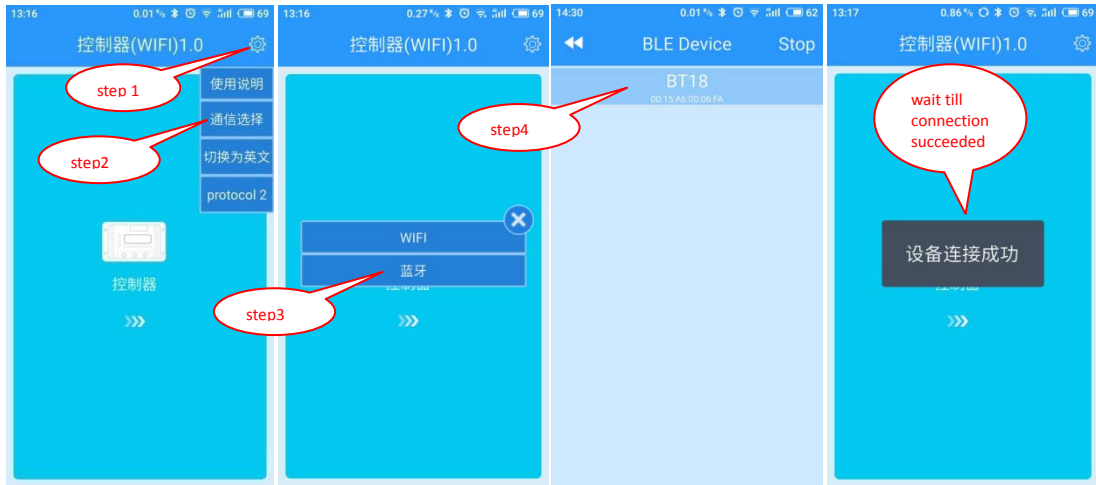 13:16 0.01 ᴷ/s 69
控制器(WIFI)1.0
step 1
使用说明
通信选择
step2
切换为英文
protocol 2
控制器
»»
13:16 0.27 ᴷ/s 69
控制器(WIFI)1.0
WIFI
蓝牙
step3
»»
14:30 0.01 ᴷ/s 62
BLE Device Stop
BT18
00:15:A6:00:06:FA
step4
13:17 0.86 ᴷ/s 69
控制器(WIFI)1.0
wait till
connection
succeeded
设备连接成功
»»